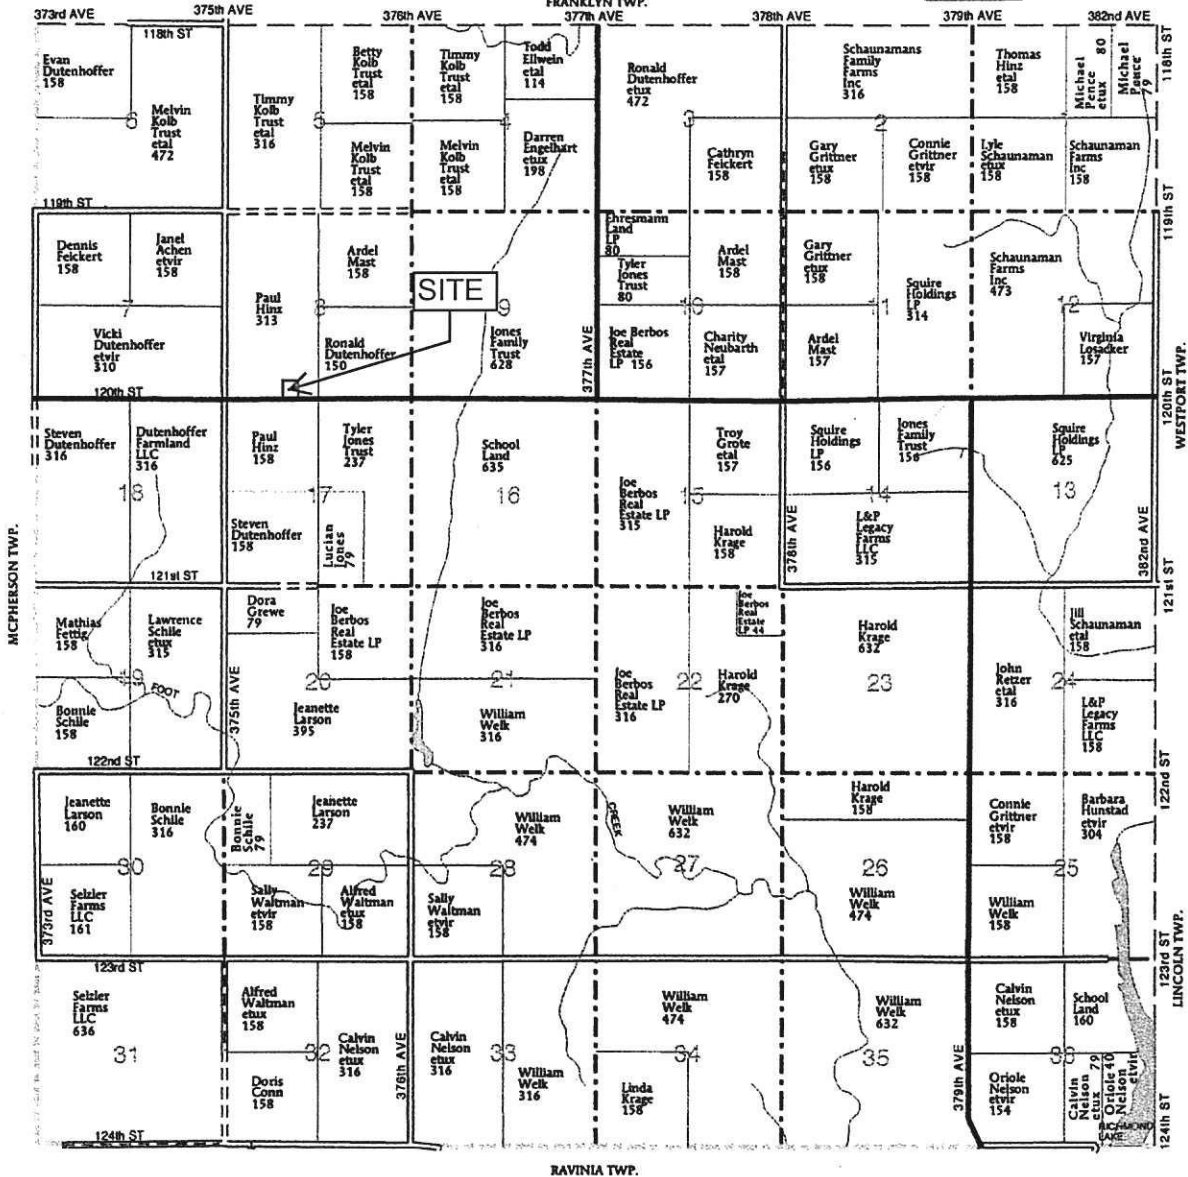 FRANKLYN TWP.
373rd AVE
375th AVE
376th AVE
377th AVE
378th AVE
379th AVE
382nd AVE
118th ST
118th ST
Evan
Dutenhoffer
158
6
Melvin
Kolb
Trust
etal
472
Timmy
Kolb
Trust
etal
316
Betty
Kolb
Trust
etal
158
5
Melvin
Kolb
Trust
etal
158
Timmy
Kolb
Trust
etal
158
Todd
Ellwein
etal
114
4
Melvin
Kolb
Trust
etal
158
Darren
Engelhart
etux
198
Ronald
Dutenhoffer
etux
472
3
Cathryn
Feickert
158
Schaunamans
Family
Farms
Inc
316
2
Gary
Grittner
etux
158
Connie
Grittner
etvir
158
Thomas
Hinz
etal
158
Michael
Pence
etux
80
Michael
Pence
79
1
Lyle
Schaunaman
etux
158
Schaunaman
Farms
Inc
158
119th ST
119th ST
Dennis
Feickert
158
Janel
Achen
etvir
158
7
Vicki
Dutenhoffer
etvir
310
Paul
Hinz
313
Ardel
Mast
158
8
Ronald
Dutenhoffer
150
SITE
9
Jones
Family
Trust
628
377th AVE
Ehresmann
Land
LP
80
Tyler
Jones
Trust
80
Ardel
Mast
158
10
Joe Berbos
Real
Estate
LP 156
Charity
Neubarth
etal
157
Gary
Grittner
etux
158
11
Squire
Holdings
LP
314
Ardel
Mast
157
Schaunaman
Farms
Inc
473
12
Virginia
Losacker
157
120th ST
120th ST
WESTPORT TWP.
Steven
Dutenhoffer
316
Dutenhoffer
Farmland
LLC
316
18
Paul
Hinz
158
Tyler
Jones
Trust
237
17
Steven
Dutenhoffer
158
Lucian
Jones
79
School
Land
635
16
Joe
Berbos
Real
Estate LP
315
Troy
Grote
etal
157
15
Harold
Krage
158
378th AVE
Squire
Holdings
LP
156
Jones
Family
Trust
156
14
L&P
Legacy
Farms
LLC
315
Squire
Holdings
LP
625
13
382nd AVE
121st ST
121st ST
MCPHERSON TWP.
Mathias
Fettig
158
Lawrence
Schile
etux
315
19
FOOT
Bonnie
Schile
158
375th AVE
Dora
Grewe
79
Joe
Berbos
Real
Estate LP
158
20
Jeanette
Larson
395
Joe
Berbos
Real
Estate LP
316
21
William
Welk
316
Joe
Berbos
Real
Estate LP
316
Joe
Berbos
Real
Estate
LP 44
22
Harold
Krage
270
Harold
Krage
632
23
John
Retzer
etal
316
Jill
Schaunaman
etal
158
24
L&P
Legacy
Farms
LLC
158
122nd ST
122nd ST
Jeanette
Larson
160
Bonnie
Schile
316
30
Selzler
Farms
LLC
161
373rd AVE
Bonnie
Schile
79
Jeanette
Larson
237
29
Sally
Waltman
etvir
158
Alfred
Waltman
etux
158
William
Welk
474
28
Sally
Waltman
etvir
158
CREEK
William
Welk
632
27
Harold
Krage
158
26
William
Welk
474
Connie
Grittner
etvir
158
Barbara
Hunstad
etvir
304
25
William
Welk
158
123rd ST
123rd ST
LINCOLN TWP.
Selzler
Farms
LLC
636
31
Alfred
Waltman
etux
158
32
Doris
Conn
158
Calvin
Nelson
etux
316
376th AVE
Calvin
Nelson
etux
316
33
William
Welk
316
William
Welk
474
34
Linda
Krage
158
William
Welk
632
35
379th AVE
Calvin
Nelson
etux
158
School
Land
160
36
Oriole
Nelson
etvir
154
Calvin
Nelson
etux
79
Oriole 40
Nelson
etvir
RICHMOND
LAKE
124th ST
124th ST
RAVINIA TWP.